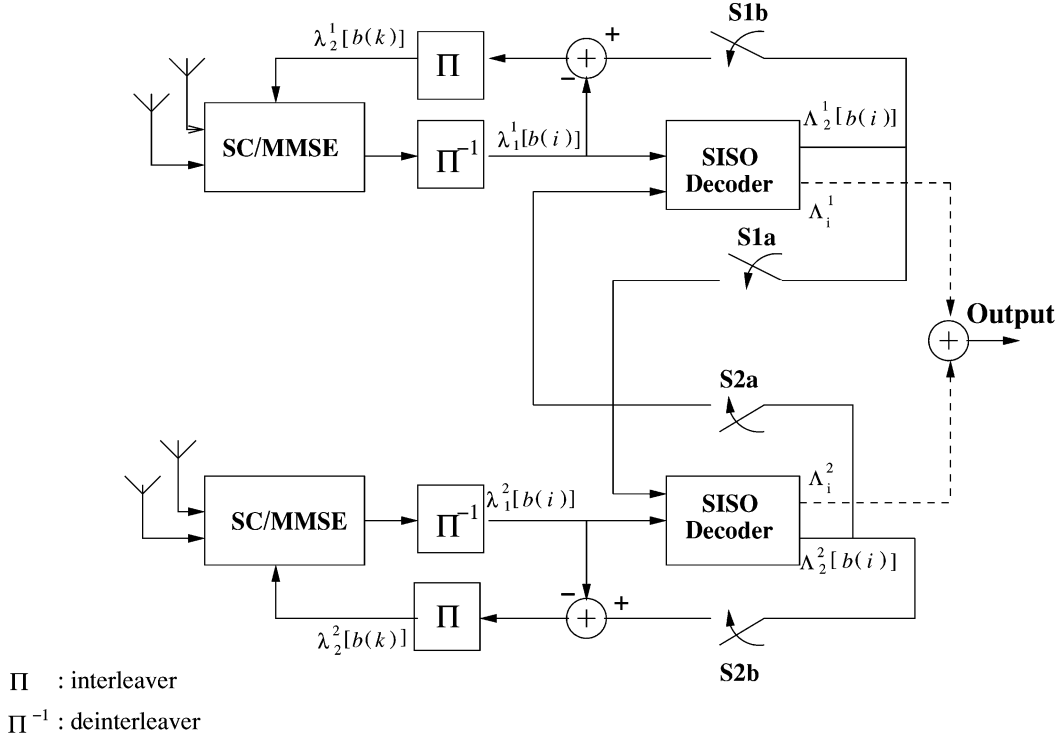 S1b
λ₂¹[b(k)]
Π
+
−
+
SC/MMSE
Π⁻¹
λ₁¹[b(i)]
SISO
Decoder
Λ₂¹[b(i)]
Λᵢ¹
S1a
Output
+
S2a
SC/MMSE
Π⁻¹
λ₁²[b(i)]
SISO
Decoder
Λᵢ²
Λ₂²[b(i)]
−
+
+
Π
λ₂²[b(k)]
S2b
Π : interleaver
Π⁻¹ : deinterleaver